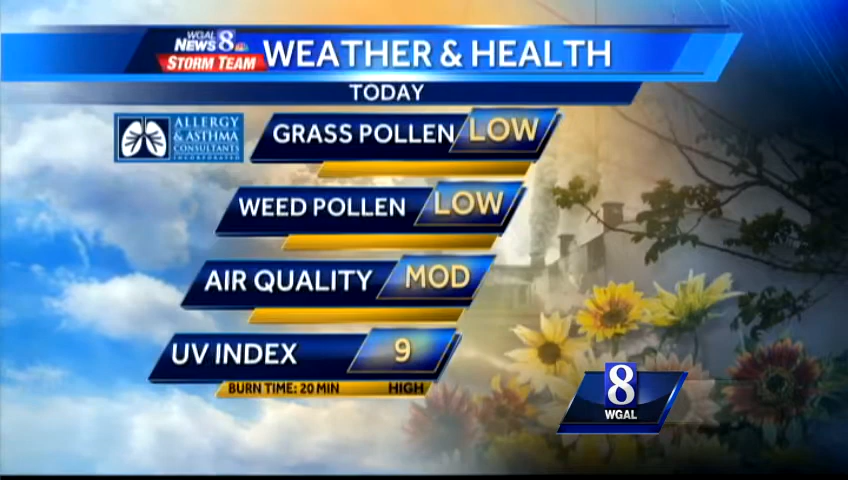 WGAL
NEWS 8
STORM TEAM
WEATHER & HEALTH
TODAY
ALLERGY
& ASTHMA
CONSULTANTS
INCORPORATED
GRASS POLLEN LOW
WEED POLLEN LOW
AIR QUALITY MOD
UV INDEX 9
BURN TIME: 20 MIN HIGH
8
WGAL